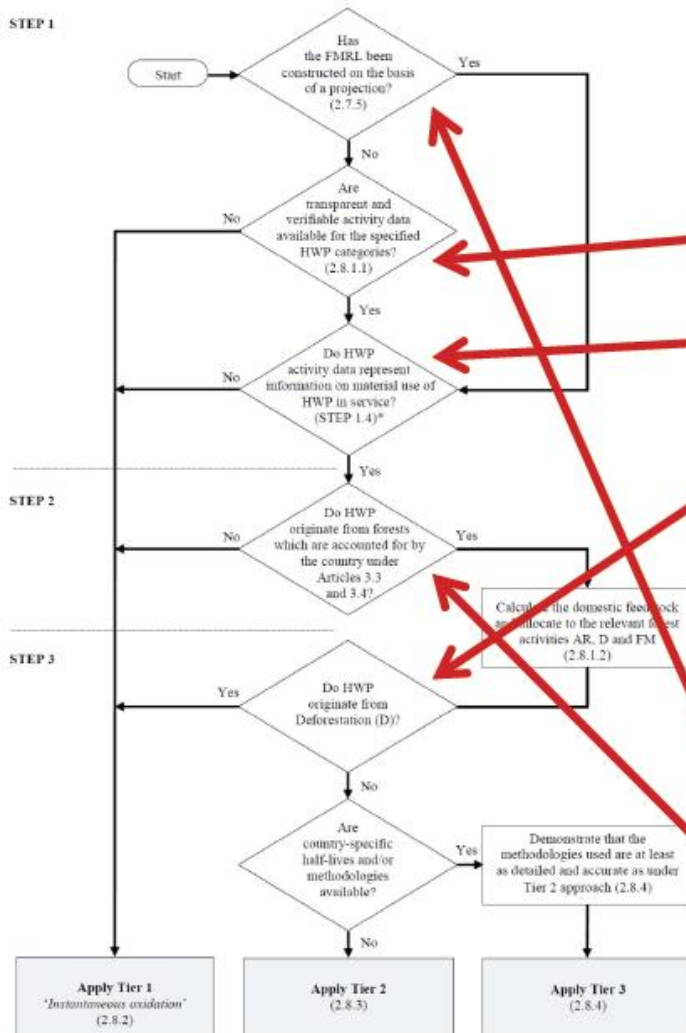 STEP 1
Start
Has
the FMRL been
constructed on the basis
of a projection?
(2.7.5)
Yes
No
Are
transparent and
verifiable activity data
available for the specified
HWP categories?
(2.8.1.1)
No
Yes
Do HWP
activity data represent
information on material use of
HWP in service?
(STEP 1.4)*
No
Yes
STEP 2
Do HWP
originate from forests
which are accounted for by
the country under
Articles 3.3
and 3.4?
No
Yes
Calculate the domestic feedstock
and allocate to the relevant forest
activities AR, D and FM
(2.8.1.2)
STEP 3
Yes
Do HWP
originate from
Deforestation (D)?
No
Are
country-specific
half-lives and/or
methodologies
available?
Yes
Demonstrate that the
methodologies used are at least
as detailed and accurate as under
Tier 2 approach (2.8.4)
No
Apply Tier 1
'Instantaneous oxidation'
(2.8.2)
Apply Tier 2
(2.8.3)
Apply Tier 3
(2.8.4)